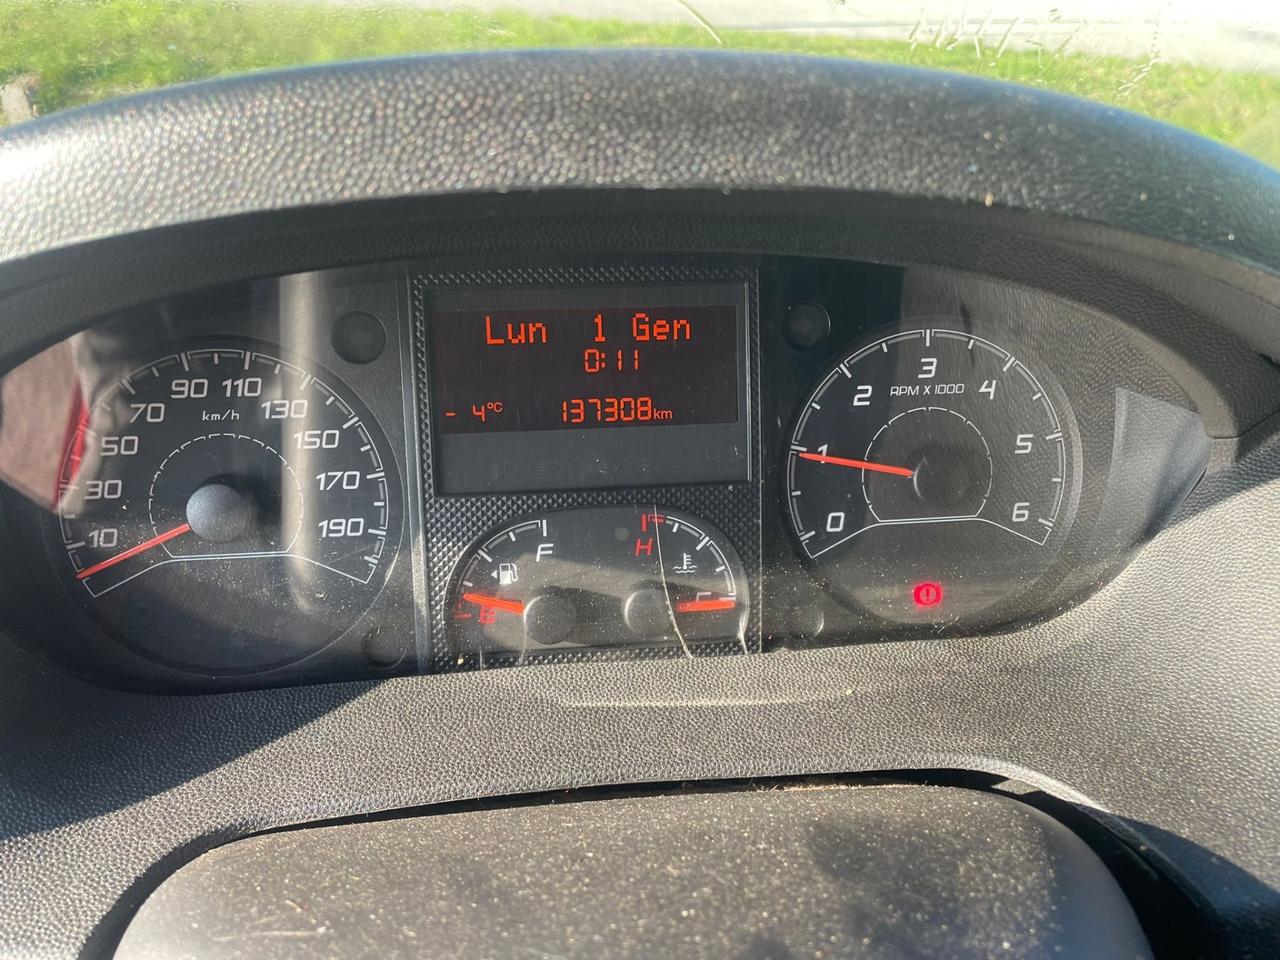 Lun 1 Gen
0:11
- 4°C 137308km
90 110
70 km/h 130
50 150
30 170
10 190
3
2 RPM X 1000 4
1 5
0 6
F H
C